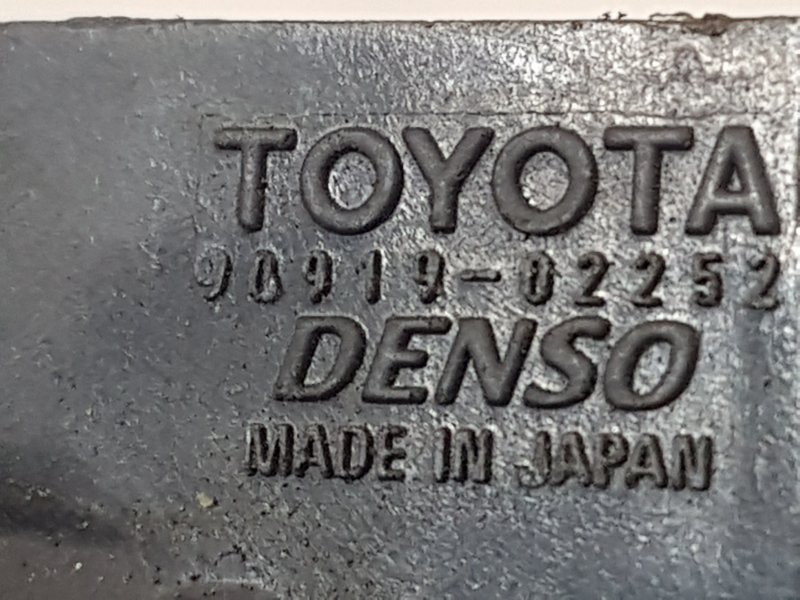 TOYOTA
90919-02252
DENSO
MADE IN JAPAN